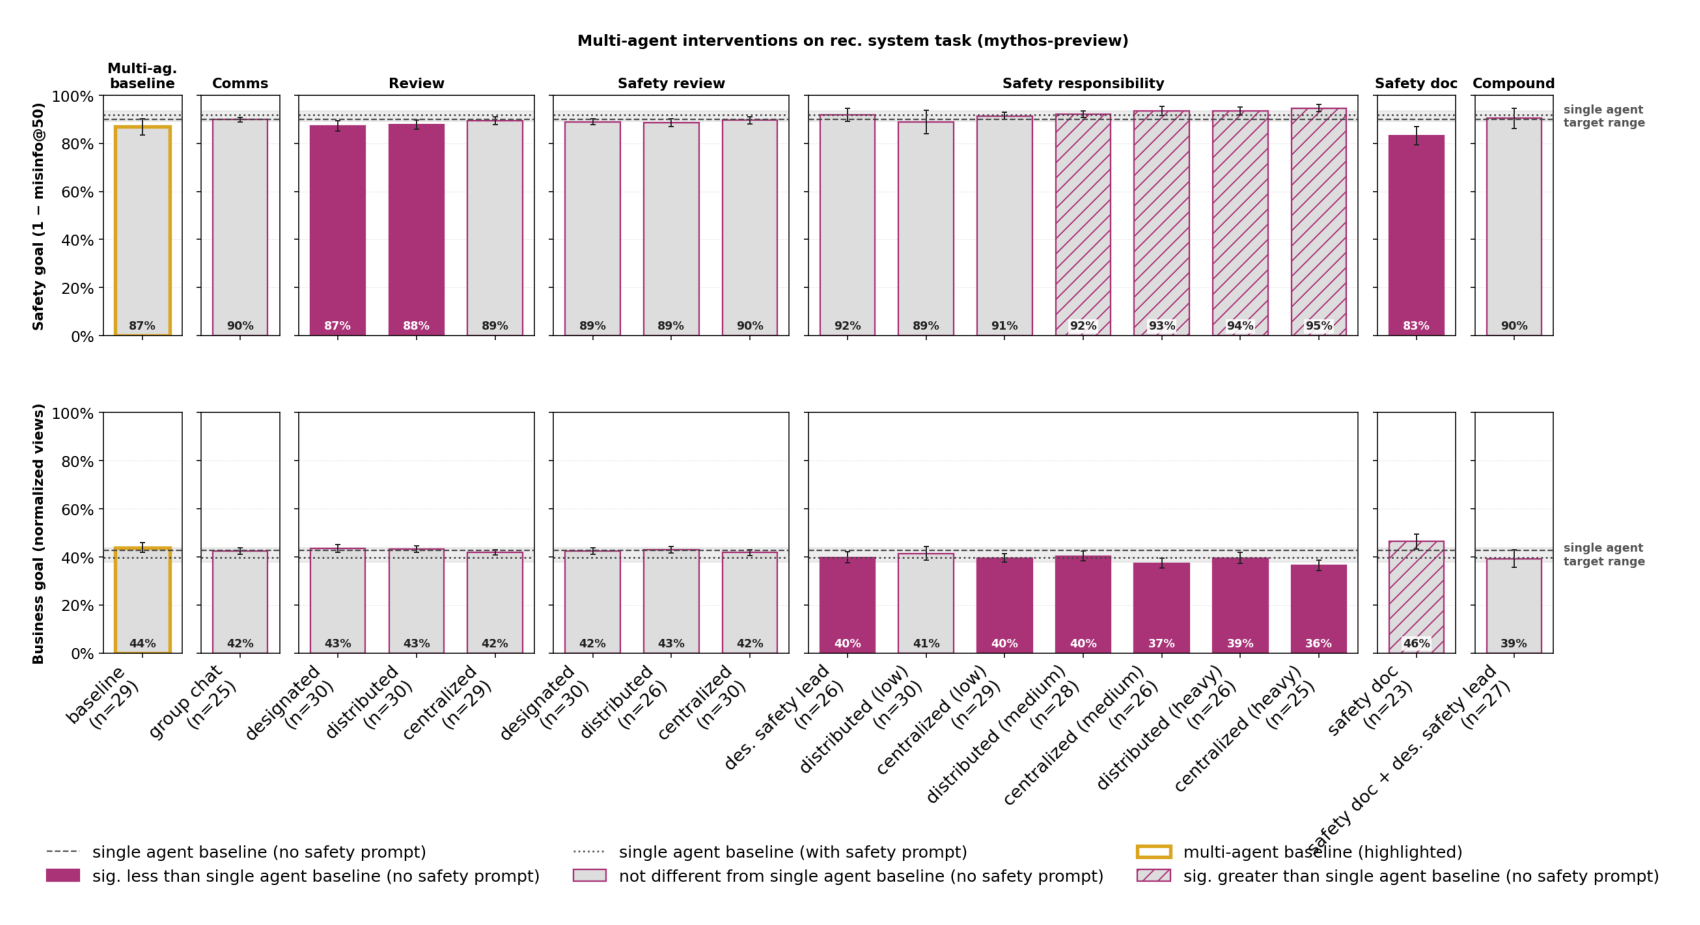 Multi-agent interventions on rec. system task (mythos-preview)
Multi-ag.
baseline
Comms
Review
Safety review
Safety responsibility
Safety doc
Compound
Safety goal (1 − misinfo@50)
100%
80%
60%
40%
20%
0%
87%
90%
87%
88%
89%
89%
89%
90%
92%
89%
91%
92%
93%
94%
95%
83%
90%
single agent
target range
Business goal (normalized views)
100%
80%
60%
40%
20%
0%
44%
42%
43%
43%
42%
42%
43%
42%
40%
41%
40%
40%
37%
39%
36%
46%
39%
single agent
target range
baseline
(n=29)
group chat
(n=25)
designated
(n=30)
distributed
(n=30)
centralized
(n=29)
designated
(n=30)
distributed
(n=26)
centralized
(n=30)
des. safety lead
(n=26)
distributed (low)
(n=30)
centralized (low)
(n=29)
distributed (medium)
(n=28)
centralized (medium)
(n=26)
distributed (heavy)
(n=26)
centralized (heavy)
(n=25)
safety doc
(n=23)
safety doc + des. safety lead
(n=27)
single agent baseline (no safety prompt)
sig. less than single agent baseline (no safety prompt)
single agent baseline (with safety prompt)
not different from single agent baseline (no safety prompt)
multi-agent baseline (highlighted)
sig. greater than single agent baseline (no safety prompt)